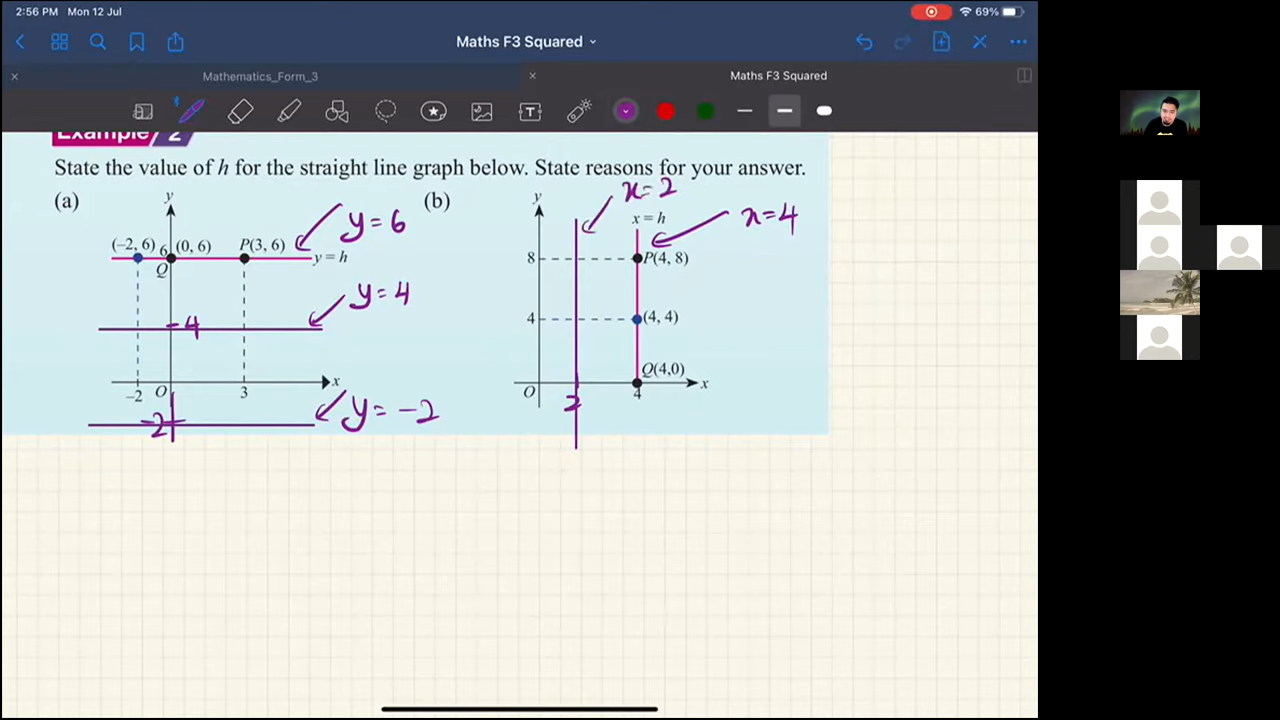 2:56 PM Mon 12 Jul
69%
Maths F3 Squared
Mathematics_Form_3
Maths F3 Squared
T
Example 2
State the value of h for the straight line graph below. State reasons for your answer.
(a)
y
(−2, 6)
6
(0, 6)
P(3, 6)
y = h
Q
y = 6
y = 4
-4
−2
O
3
x
-2
y = -2
(b)
y
x = 2
x = h
x = 4
8
P(4, 8)
4
(4, 4)
Q(4,0)
O
2
4
x